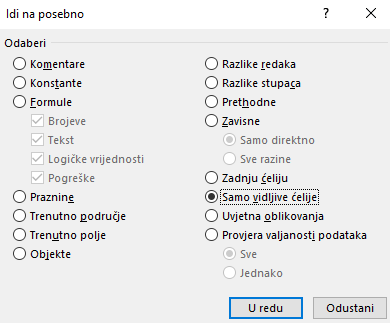 Idi na posebno
?
Odaberi
Komentare
Konstante
Formule
Brojeve
Tekst
Logičke vrijednosti
Pogreške
Praznine
Trenutno područje
Trenutno polje
Objekte
Razlike redaka
Razlike stupaca
Prethodne
Zavisne
Samo direktno
Sve razine
Zadnju ćeliju
Samo vidljive ćelije
Uvjetna oblikovanja
Provjera valjanosti podataka
Sve
Jednako
U redu
Odustani